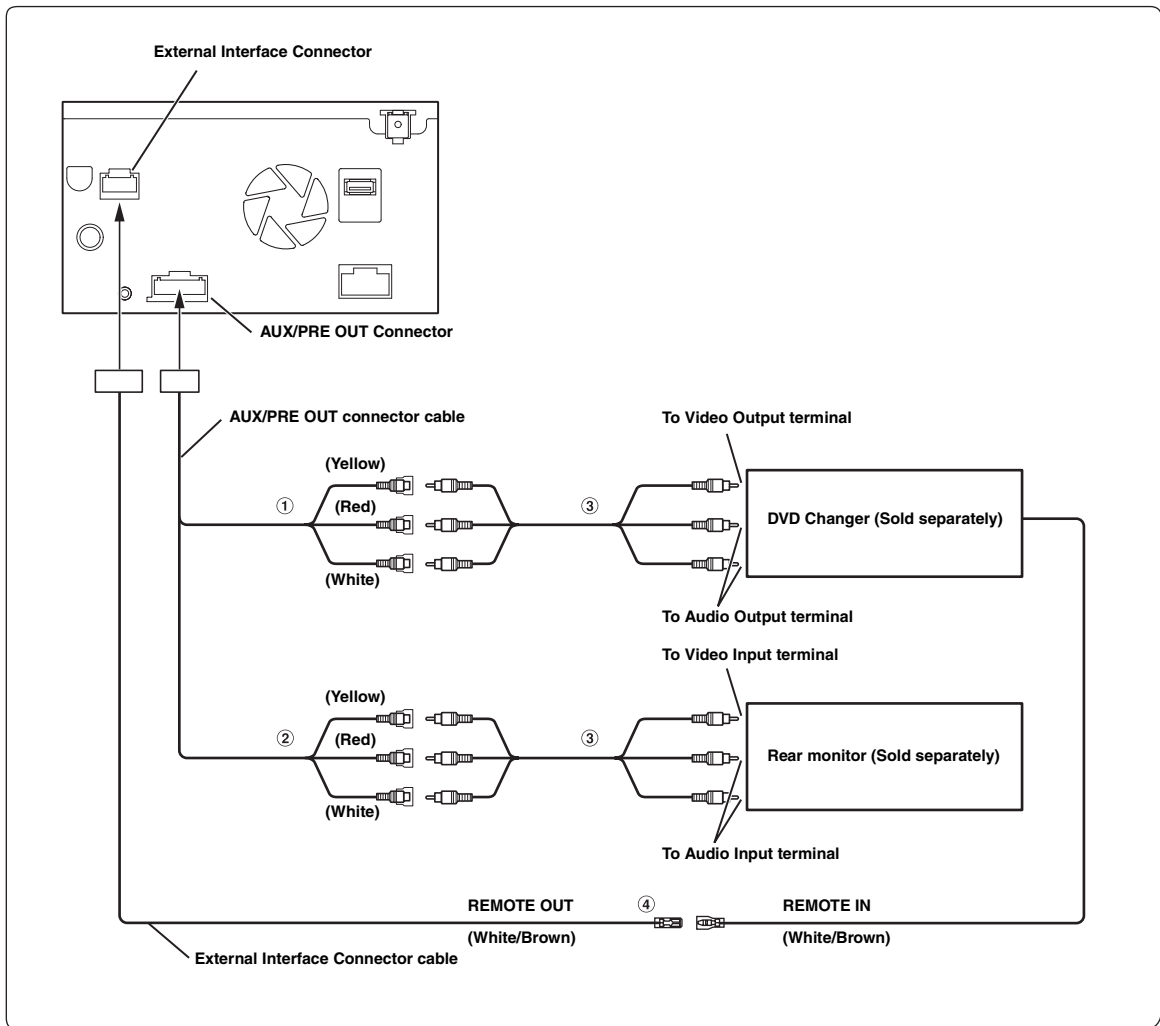 External Interface Connector
AUX/PRE OUT Connector
AUX/PRE OUT connector cable
To Video Output terminal
(Yellow)
①
(Red)
③
DVD Changer (Sold separately)
(White)
To Audio Output terminal
To Video Input terminal
(Yellow)
②
(Red)
③
Rear monitor (Sold separately)
(White)
To Audio Input terminal
REMOTE OUT
④
REMOTE IN
(White/Brown)
(White/Brown)
External Interface Connector cable